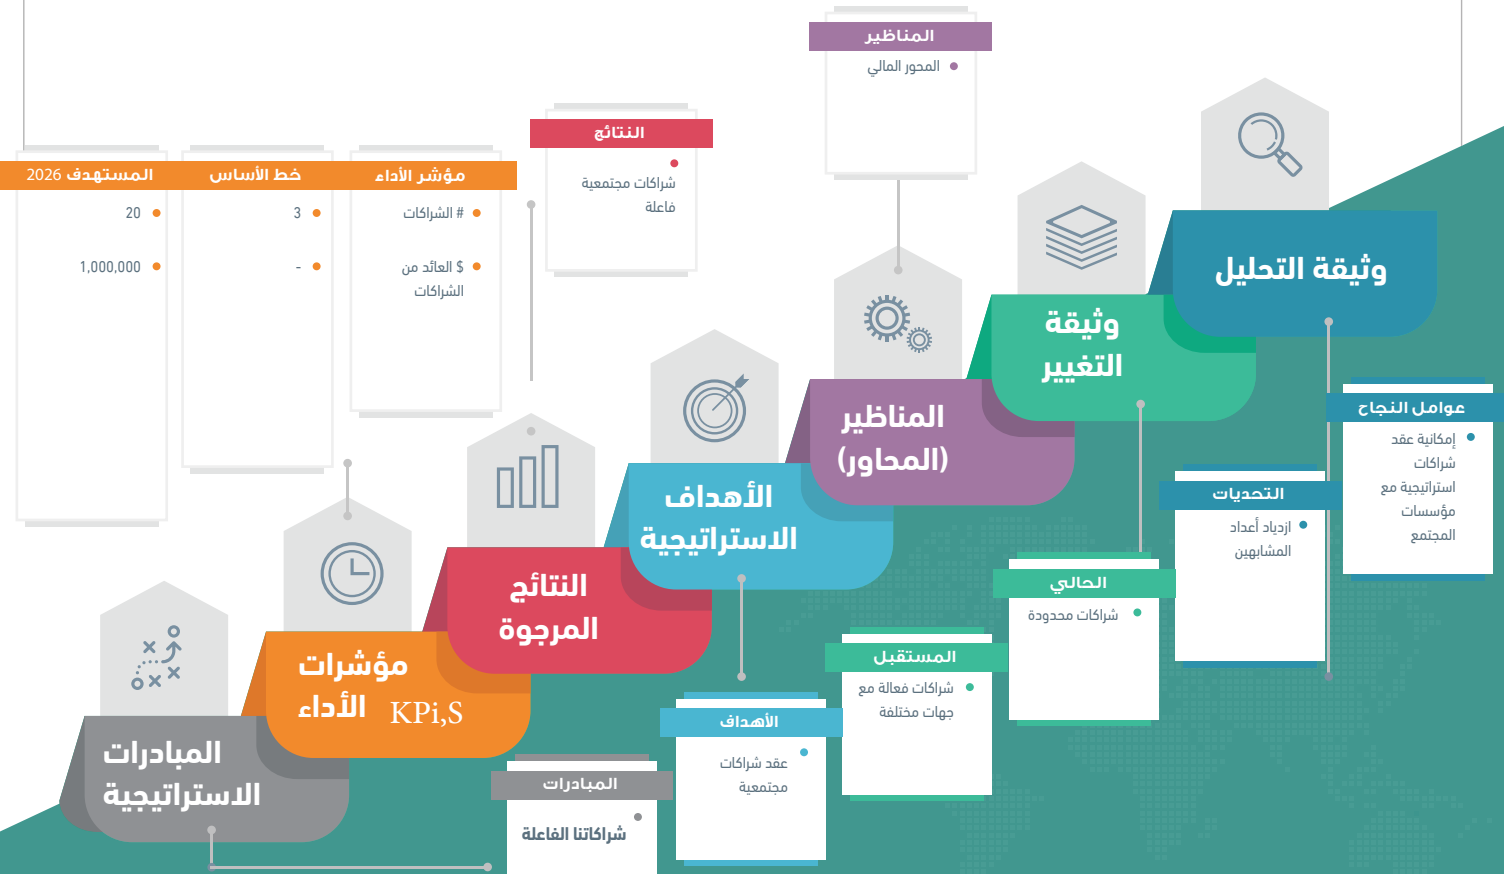 وثيقة التحليل
عوامل النجاح
إمكانية عقد
شراكات
استراتيجية مع
مؤسسات
المجتمع
التحديات
ازدياد أعداد
المشابهين
وثيقة
التغيير
الحالي
شراكات محدودة
المستقبل
شراكات فعالة مع
جهات مختلفة
المناظير
المحور المالي
المناظير
(المحاور)
الأهداف
الاستراتيجية
الأهداف
عقد شراكات
مجتمعية
النتائج
شراكات مجتمعية
فاعلة
النتائج
المرجوة
مؤشر الأداء
# الشراكات
$ العائد من
الشراكات
خط الأساس
3
-
المستهدف 2026
20
1,000,000
مؤشرات
الأداء KPi,S
المبادرات
الاستراتيجية
المبادرات
شراكاتنا الفاعلة